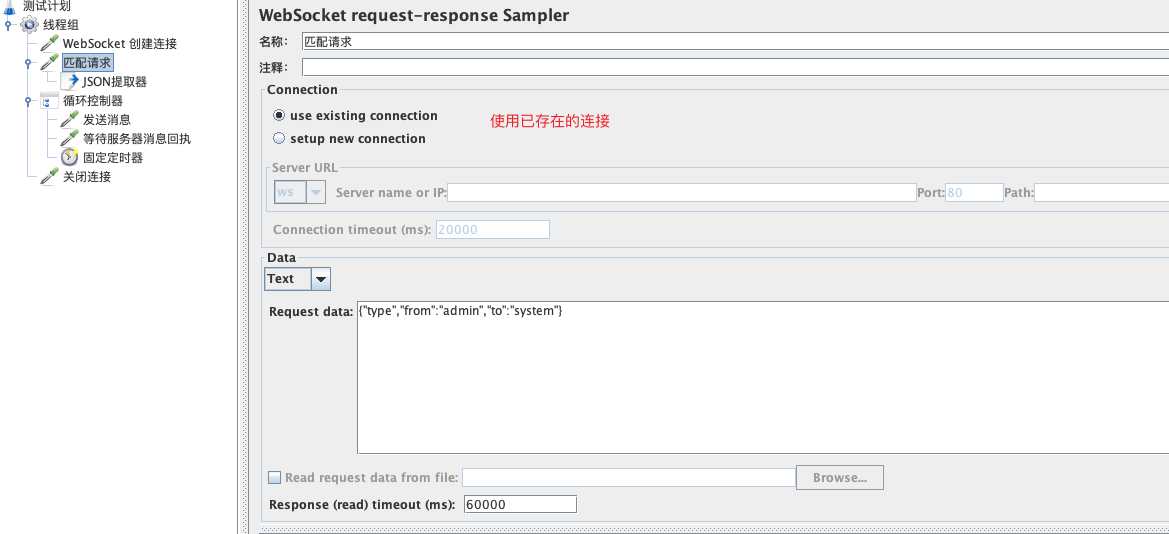 测试计划
线程组
WebSocket 创建连接
匹配请求
JSON提取器
循环控制器
发送消息
等待服务器消息回执
固定定时器
关闭连接
WebSocket request-response Sampler
名称： 匹配请求
注释：
Connection
use existing connection 使用已存在的连接
setup new connection
Server URL
ws Server name or IP: Port: 80 Path:
Connection timeout (ms): 20000
Data
Text
Request data: {"type","from":"admin","to":"system"}
Read request data from file: Browse...
Response (read) timeout (ms): 60000